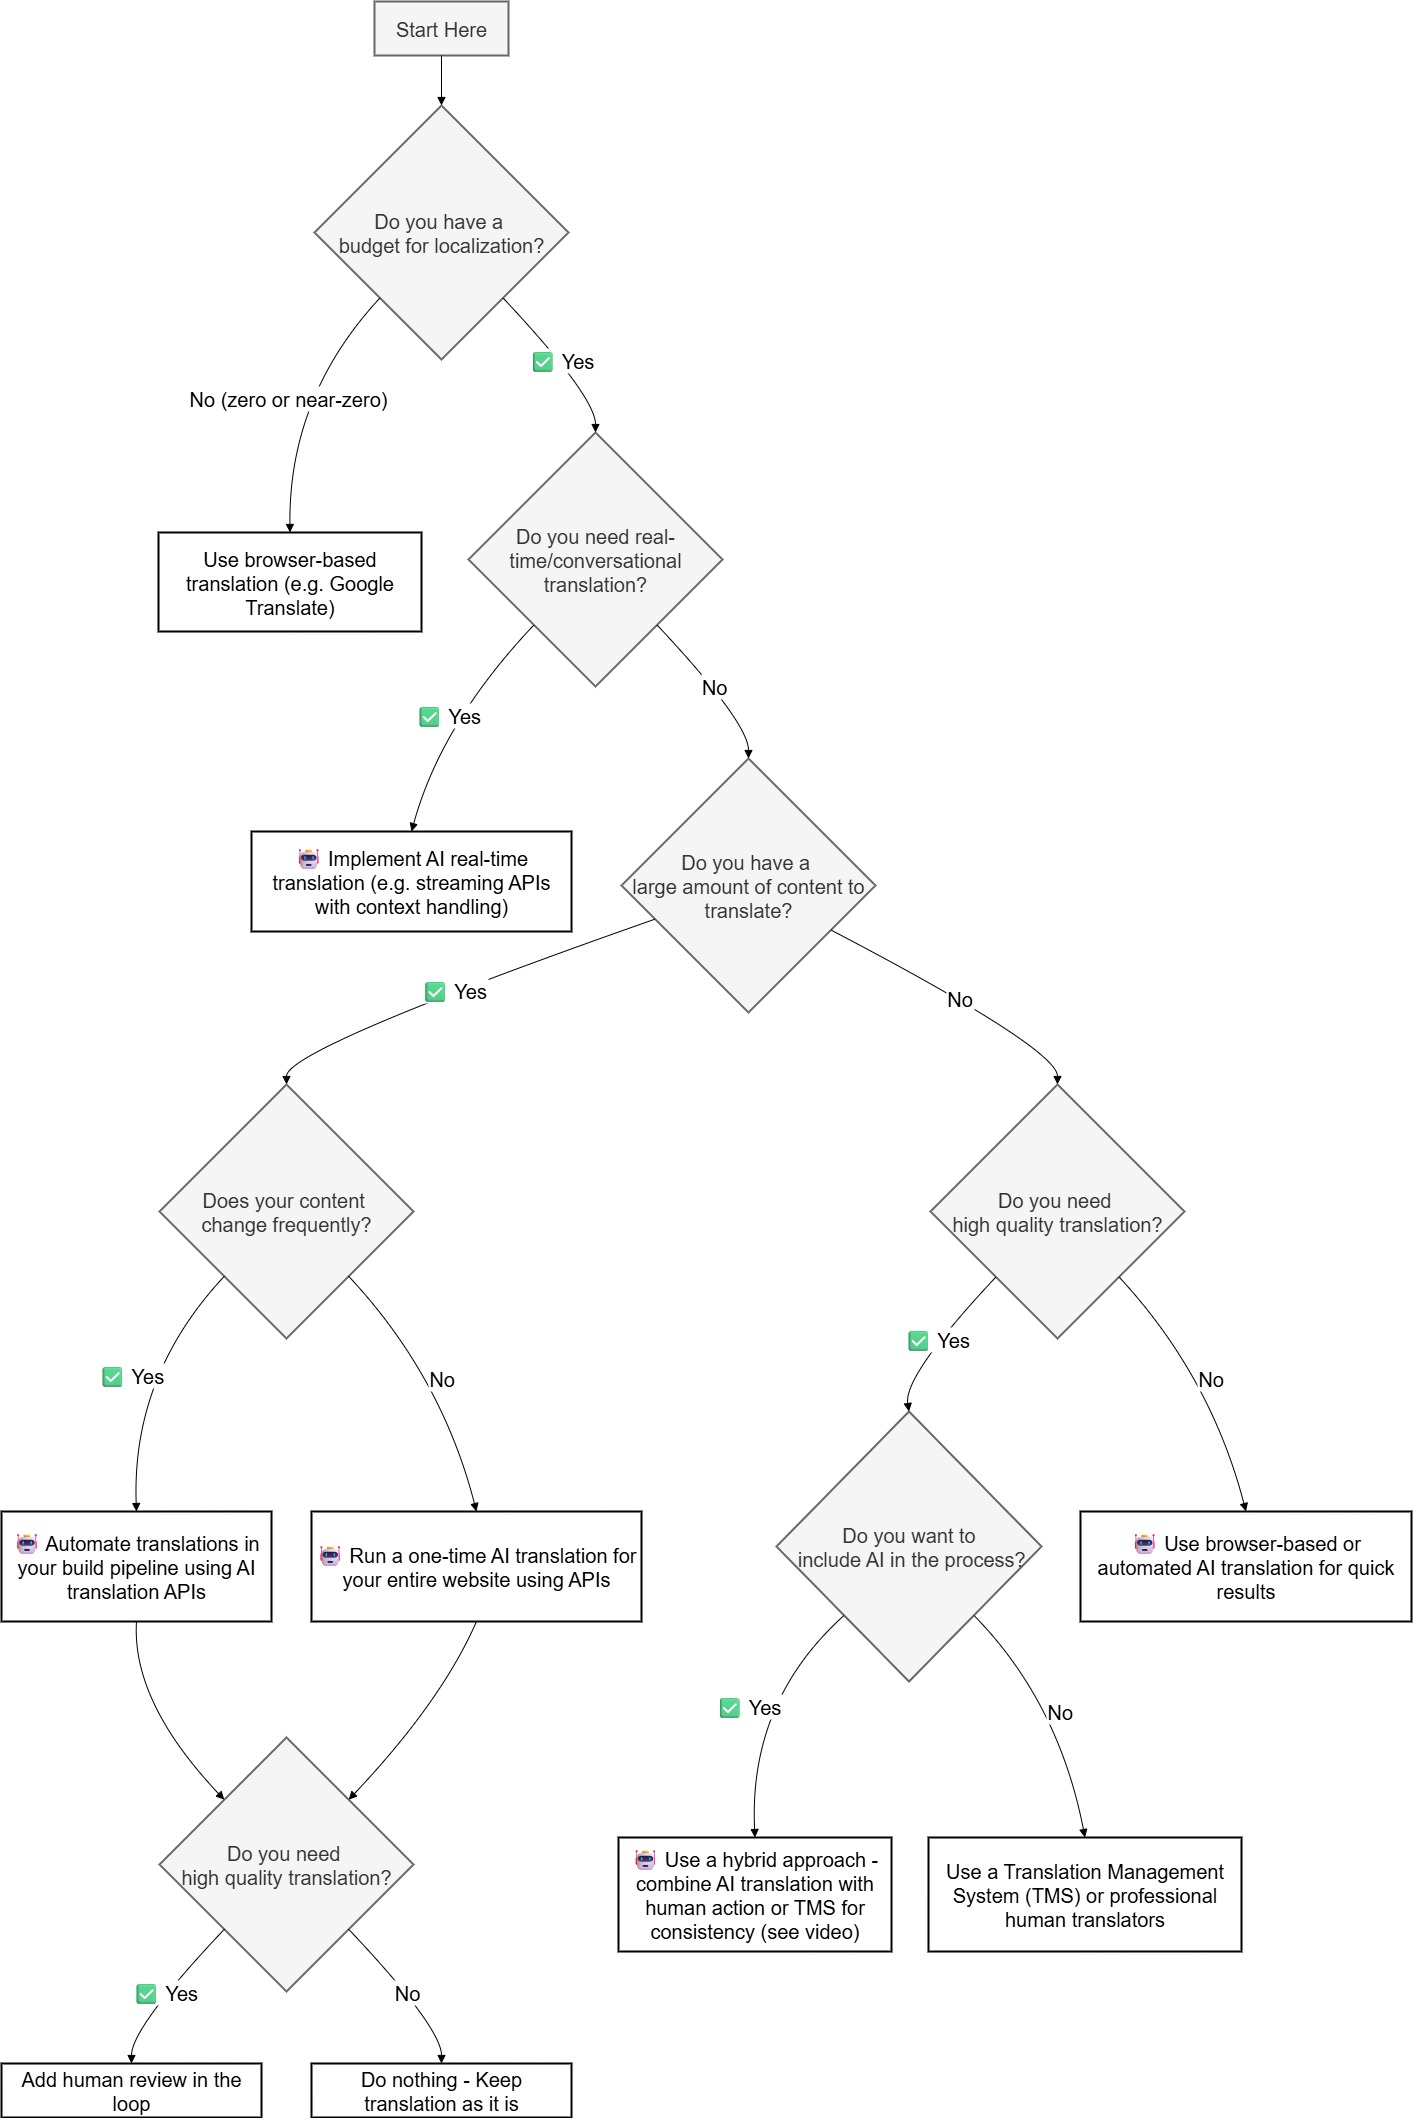 Start Here
Do you have a
budget for localization?
✅ Yes
No (zero or near-zero)
Use browser-based
translation (e.g. Google
Translate)
Do you need real-
time/conversational
translation?
No
✅ Yes
🤖 Implement AI real-time
translation (e.g. streaming APIs
with context handling)
Do you have a
large amount of content to
translate?
✅ Yes
No
Does your content
change frequently?
Do you need
high quality translation?
✅ Yes
No
✅ Yes
No
🤖 Automate translations in
your build pipeline using AI
translation APIs
🤖 Run a one-time AI translation for
your entire website using APIs
Do you want to
include AI in the process?
🤖 Use browser-based or
automated AI translation for quick
results
✅ Yes
No
Do you need
high quality translation?
🤖 Use a hybrid approach -
combine AI translation with
human action or TMS for
consistency (see video)
Use a Translation Management
System (TMS) or professional
human translators
✅ Yes
No
Add human review in the
loop
Do nothing - Keep
translation as it is